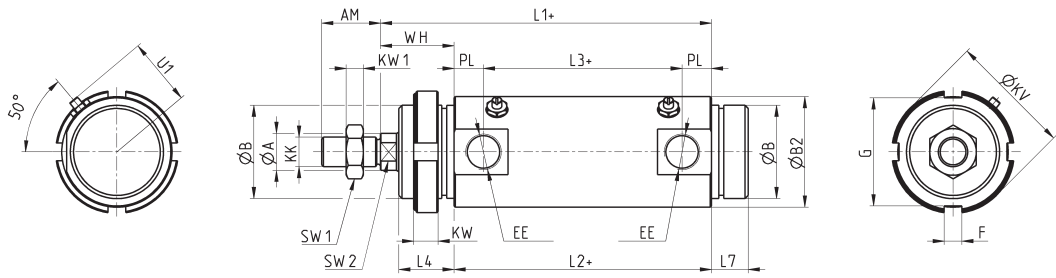 AM
L1+
WH
U1
KW1
PL
L3+
PL
ØKV
50°
ØB
ØA
KK
ØB
ØB2
G
SW1
KW
EE
EE
F
SW2
L4
L2+
L7